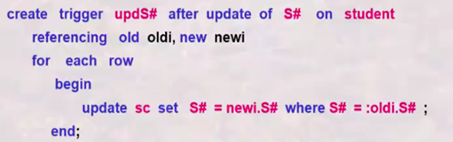 create trigger updS# after update of S# on student
referencing old oldi, new newi
for each row
begin
update sc set S# = newi.S# where S# = :oldi.S# ;
end;